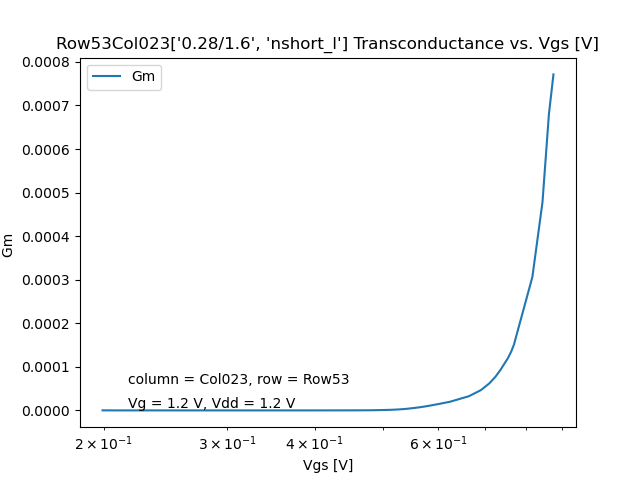 Row53Col023['0.28/1.6', 'nshort_l'] Transconductance vs. Vgs [V]
Gm
0.0008
0.0007
0.0006
0.0005
0.0004
0.0003
0.0002
0.0001
0.0000
Gm
column = Col023, row = Row53
Vg = 1.2 V, Vdd = 1.2 V
2 × 10⁻¹
3 × 10⁻¹
4 × 10⁻¹
6 × 10⁻¹
Vgs [V]